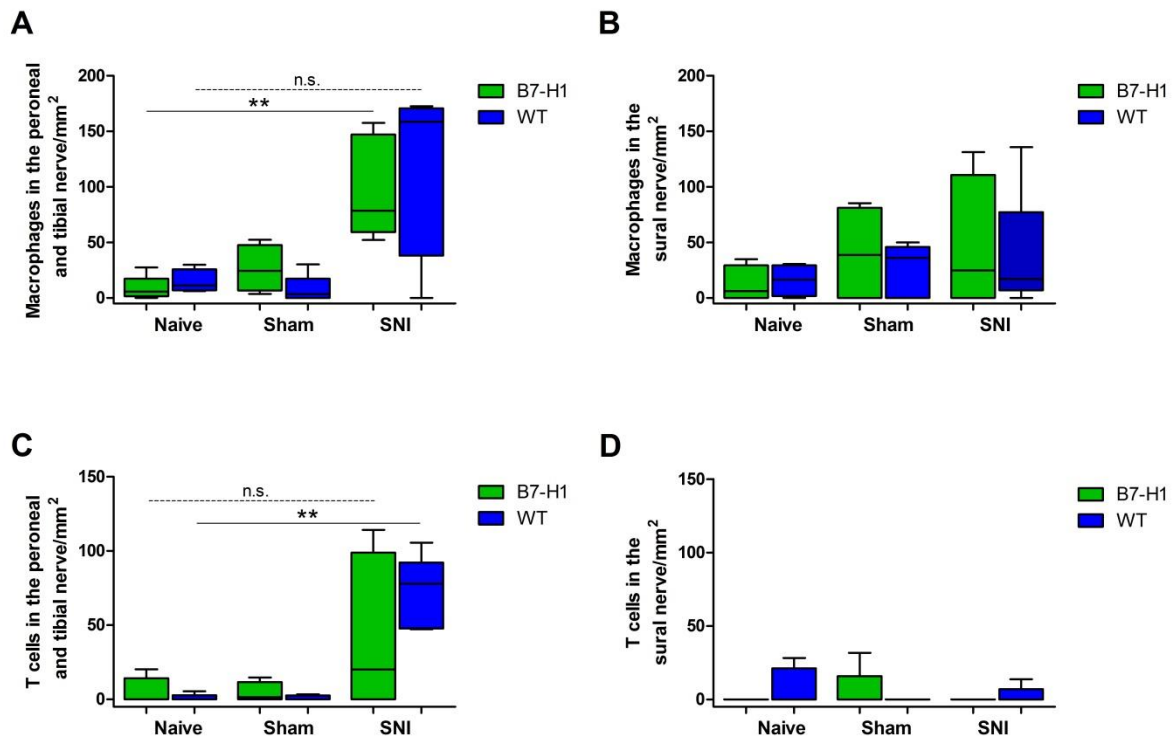 A
Macrophages in the peroneal
and tibial nerve/mm²
200
150
100
50
0
n.s.
**
B7-H1
WT
Naive
Sham
SNI
B
Macrophages in the
sural nerve/mm²
200
150
100
50
0
B7-H1
WT
Naive
Sham
SNI
C
T cells in the peroneal
and tibial nerve/mm²
150
100
50
0
n.s.
**
B7-H1
WT
Naive
Sham
SNI
D
T cells in the
sural nerve/mm²
150
100
50
0
B7-H1
WT
Naive
Sham
SNI